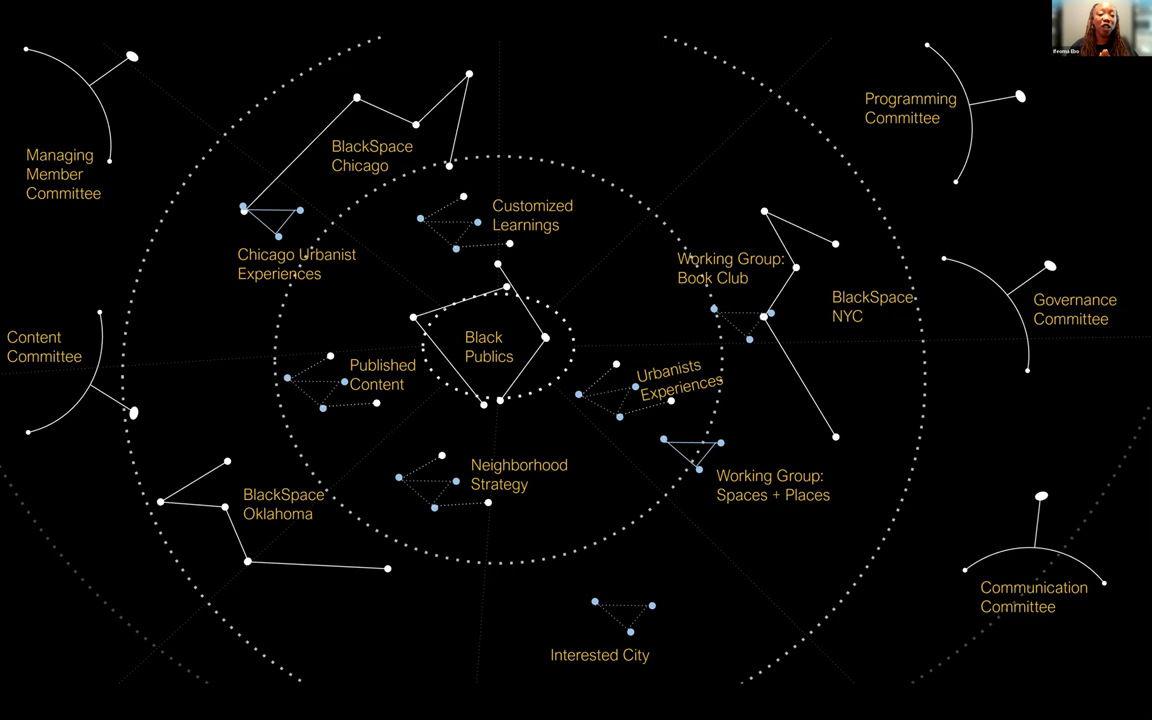 Ifeoma Ebo
Managing
Member
Committee
BlackSpace
Chicago
Programming
Committee
Customized
Learnings
Chicago Urbanist
Experiences
Working Group:
Book Club
BlackSpace
NYC
Governance
Committee
Content
Committee
Black
Publics
Published
Content
Urbanists
Experiences
Neighborhood
Strategy
Working Group:
Spaces + Places
BlackSpace
Oklahoma
Communication
Committee
Interested City